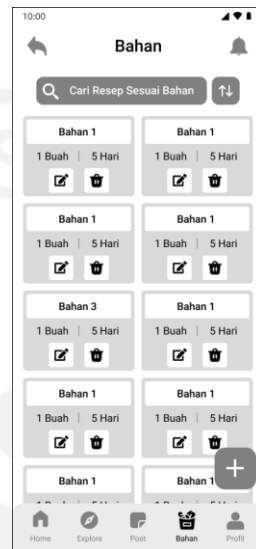 10:00
Bahan
Cari Resep Sesuai Bahan
Bahan 1 Bahan 1
1 Buah | 5 Hari 1 Buah | 5 Hari
Bahan 1 Bahan 1
1 Buah | 5 Hari 1 Buah | 5 Hari
Bahan 3 Bahan 1
1 Buah | 5 Hari 1 Buah | 5 Hari
Bahan 1 Bahan 1
1 Buah | 5 Hari 1 Buah | 5 Hari
Bahan 1 Bahan 1
Home Explore Post Bahan Profil